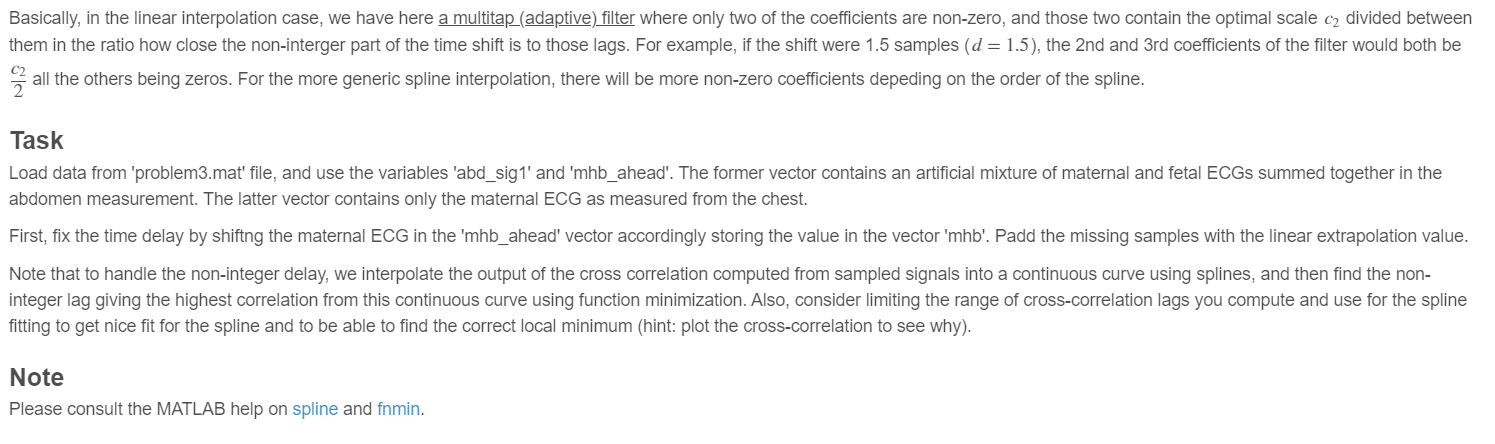 Basically, in the linear interpolation case, we have here a multitap (adaptive) filter where only two of the coefficients are non-zero, and those two contain the optimal scale c₂ divided between
them in the ratio how close the non-interger part of the time shift is to those lags. For example, if the shift were 1.5 samples (d = 1.5), the 2nd and 3rd coefficients of the filter would both be
c₂/2 all the others being zeros. For the more generic spline interpolation, there will be more non-zero coefficients depeding on the order of the spline.
Task
Load data from 'problem3.mat' file, and use the variables 'abd_sig1' and 'mhb_ahead'. The former vector contains an artificial mixture of maternal and fetal ECGs summed together in the
abdomen measurement. The latter vector contains only the maternal ECG as measured from the chest.
First, fix the time delay by shiftng the maternal ECG in the 'mhb_ahead' vector accordingly storing the value in the vector 'mhb'. Padd the missing samples with the linear extrapolation value.
Note that to handle the non-integer delay, we interpolate the output of the cross correlation computed from sampled signals into a continuous curve using splines, and then find the non-
integer lag giving the highest correlation from this continuous curve using function minimization. Also, consider limiting the range of cross-correlation lags you compute and use for the spline
fitting to get nice fit for the spline and to be able to find the correct local minimum (hint: plot the cross-correlation to see why).
Note
Please consult the MATLAB help on spline and fnmin.